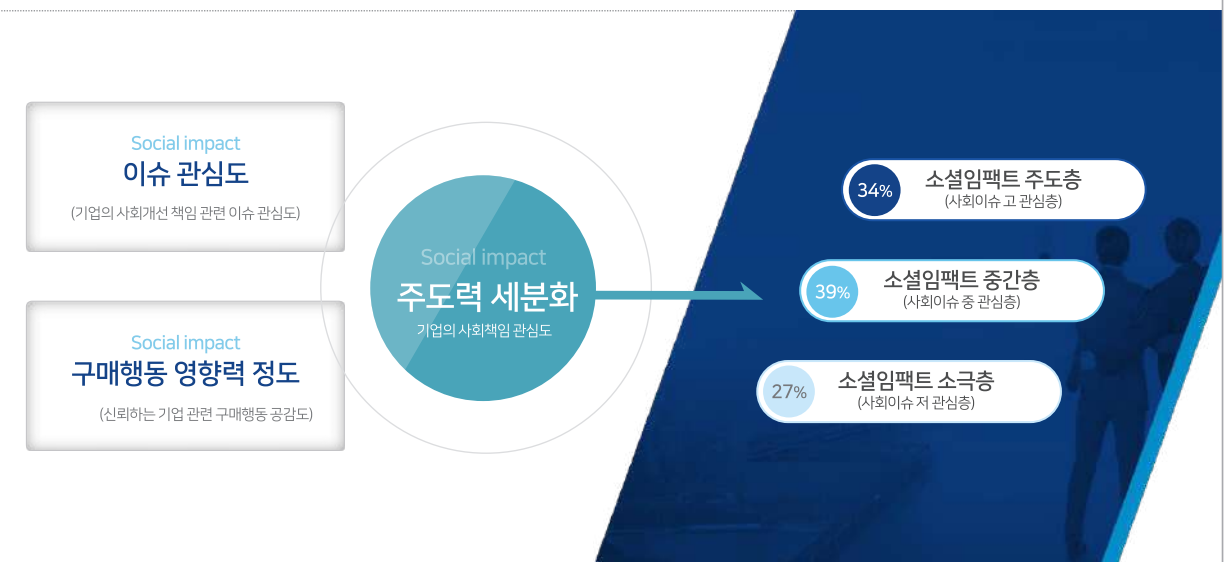 Social impact
이슈 관심도
(기업의 사회개선 책임 관련 이슈 관심도)
Social impact
구매행동 영향력 정도
(신뢰하는 기업 관련 구매행동 공감도)
Social impact
주도력 세분화
기업의 사회책임 관심도
34%
소셜임팩트 주도층
(사회이슈 고 관심층)
39%
소셜임팩트 중간층
(사회이슈 중 관심층)
27%
소셜임팩트 소극층
(사회이슈 저 관심층)